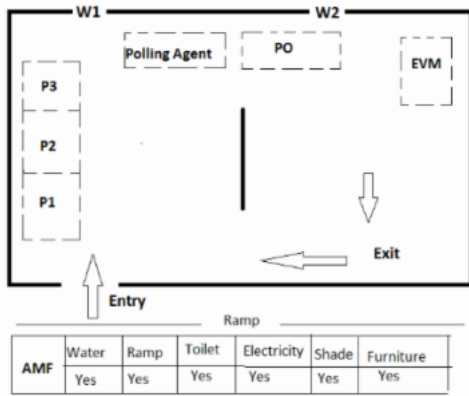 W1 W2
Polling Agent PO EVM
P3
P2
P1
Exit
Entry
Ramp
AMF Water Ramp Toilet Electricity Shade Furniture
Yes Yes Yes Yes Yes Yes